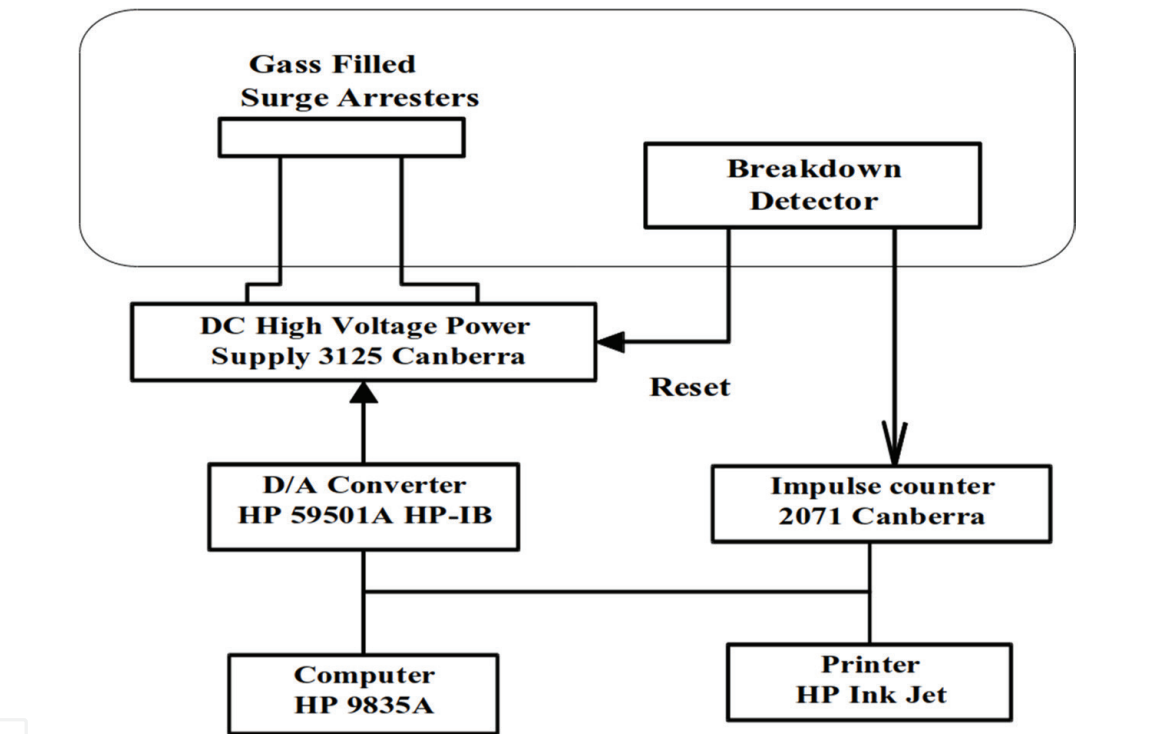 Gass Filled
Surge Arresters
Breakdown
Detector
DC High Voltage Power
Supply 3125 Canberra
Reset
D/A Converter
HP 59501A HP-IB
Impulse counter
2071 Canberra
Computer
HP 9835A
Printer
HP Ink Jet